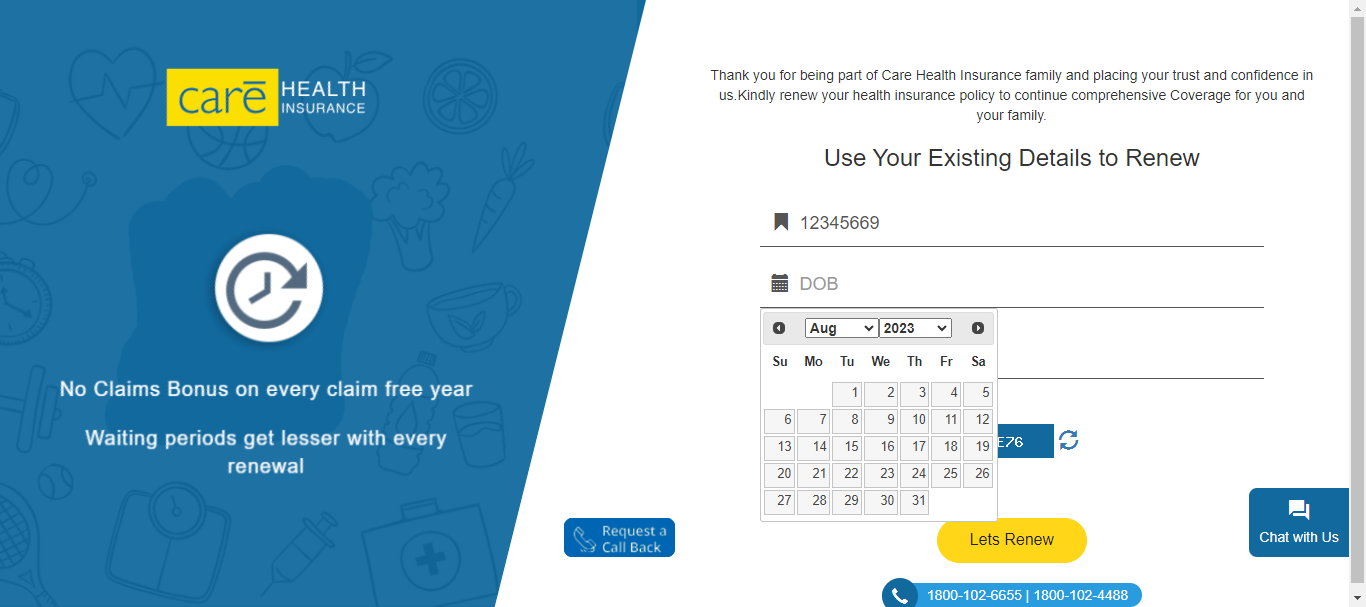 carē HEALTH
INSURANCE
No Claims Bonus on every claim free year
Waiting periods get lesser with every
renewal
Request a
Call Back
Thank you for being part of Care Health Insurance family and placing your trust and confidence in
us.Kindly renew your health insurance policy to continue comprehensive Coverage for you and
your family.
Use Your Existing Details to Renew
12345669
DOB
Aug 2023
Su Mo Tu We Th Fr Sa
1 2 3 4 5
6 7 8 9 10 11 12
13 14 15 16 17 18 19
20 21 22 23 24 25 26
27 28 29 30 31
E76
Lets Renew
Chat with Us
1800-102-6655 | 1800-102-4488